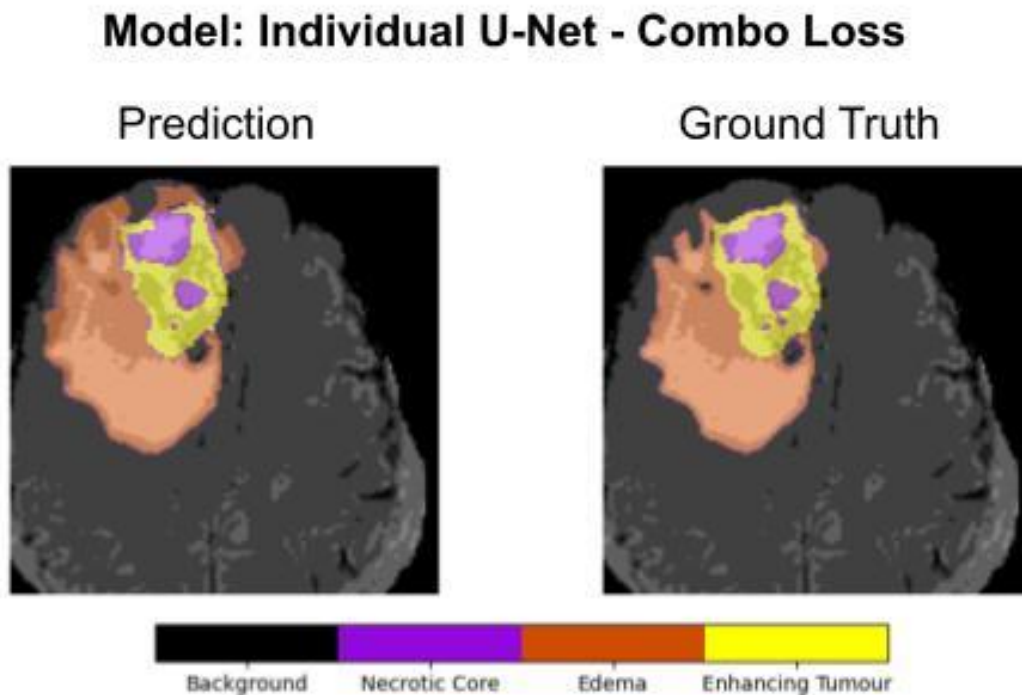 Model: Individual U-Net - Combo Loss
Prediction
Ground Truth
Background
Necrotic Core
Edema
Enhancing Tumour